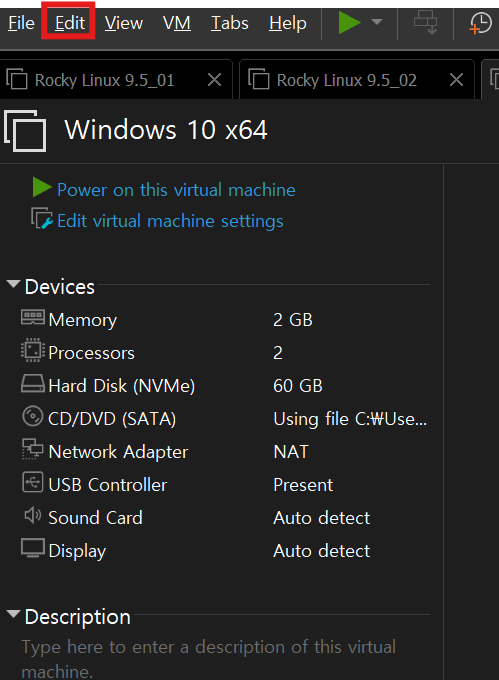 File Edit View VM Tabs Help
Rocky Linux 9.5_01 Rocky Linux 9.5_02
Windows 10 x64
Power on this virtual machine
Edit virtual machine settings
Devices
Memory 2 GB
Processors 2
Hard Disk (NVMe) 60 GB
CD/DVD (SATA) Using file C:₩Use...
Network Adapter NAT
USB Controller Present
Sound Card Auto detect
Display Auto detect
Description
Type here to enter a description of this virtual
machine.